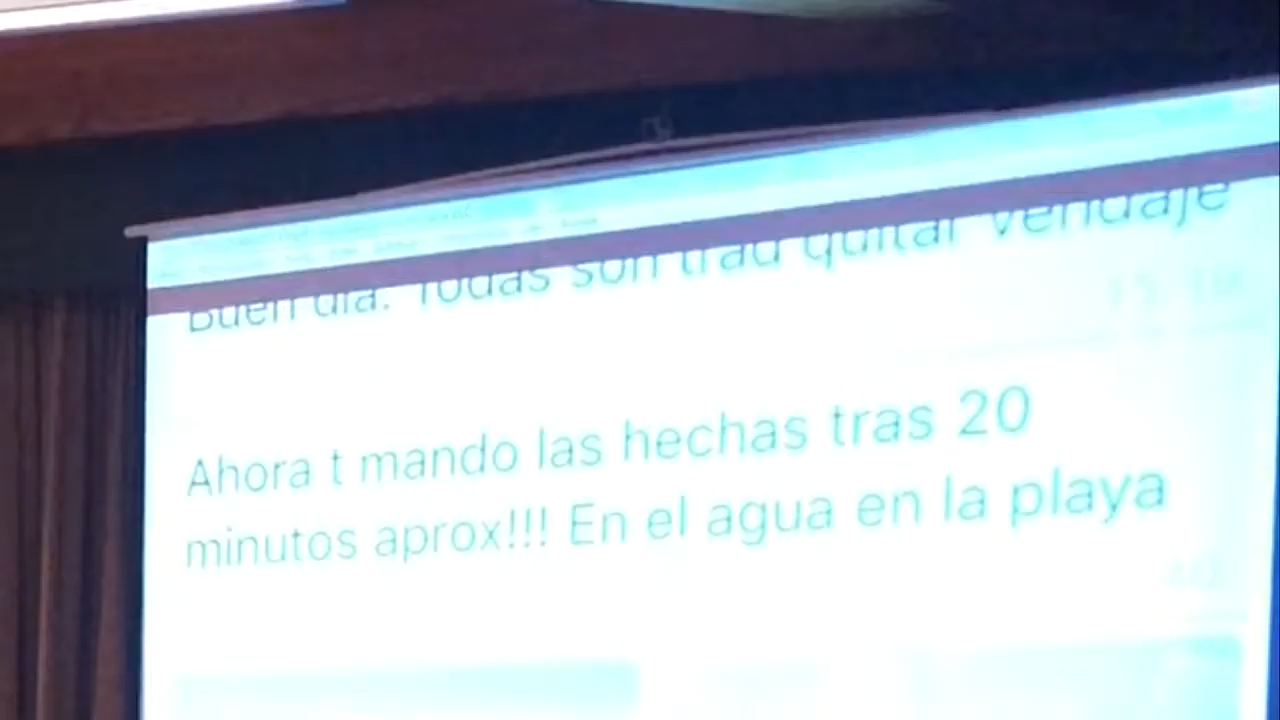 Buen día. Todas son trad quitar vendaje
Ahora t mando las hechas tras 20
minutos aprox!!! En el agua en la playa